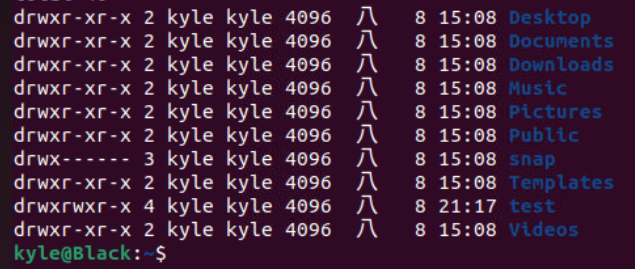 drwxr-xr-x 2 kyle kyle 4096 八 8 15:08 Desktop
drwxr-xr-x 2 kyle kyle 4096 八 8 15:08 Documents
drwxr-xr-x 2 kyle kyle 4096 八 8 15:08 Downloads
drwxr-xr-x 2 kyle kyle 4096 八 8 15:08 Music
drwxr-xr-x 2 kyle kyle 4096 八 8 15:08 Pictures
drwxr-xr-x 2 kyle kyle 4096 八 8 15:08 Public
drwx------ 3 kyle kyle 4096 八 8 15:08 snap
drwxr-xr-x 2 kyle kyle 4096 八 8 15:08 Templates
drwxrwxr-x 4 kyle kyle 4096 八 8 21:17 test
drwxr-xr-x 2 kyle kyle 4096 八 8 15:08 Videos
kyle@Black:~$